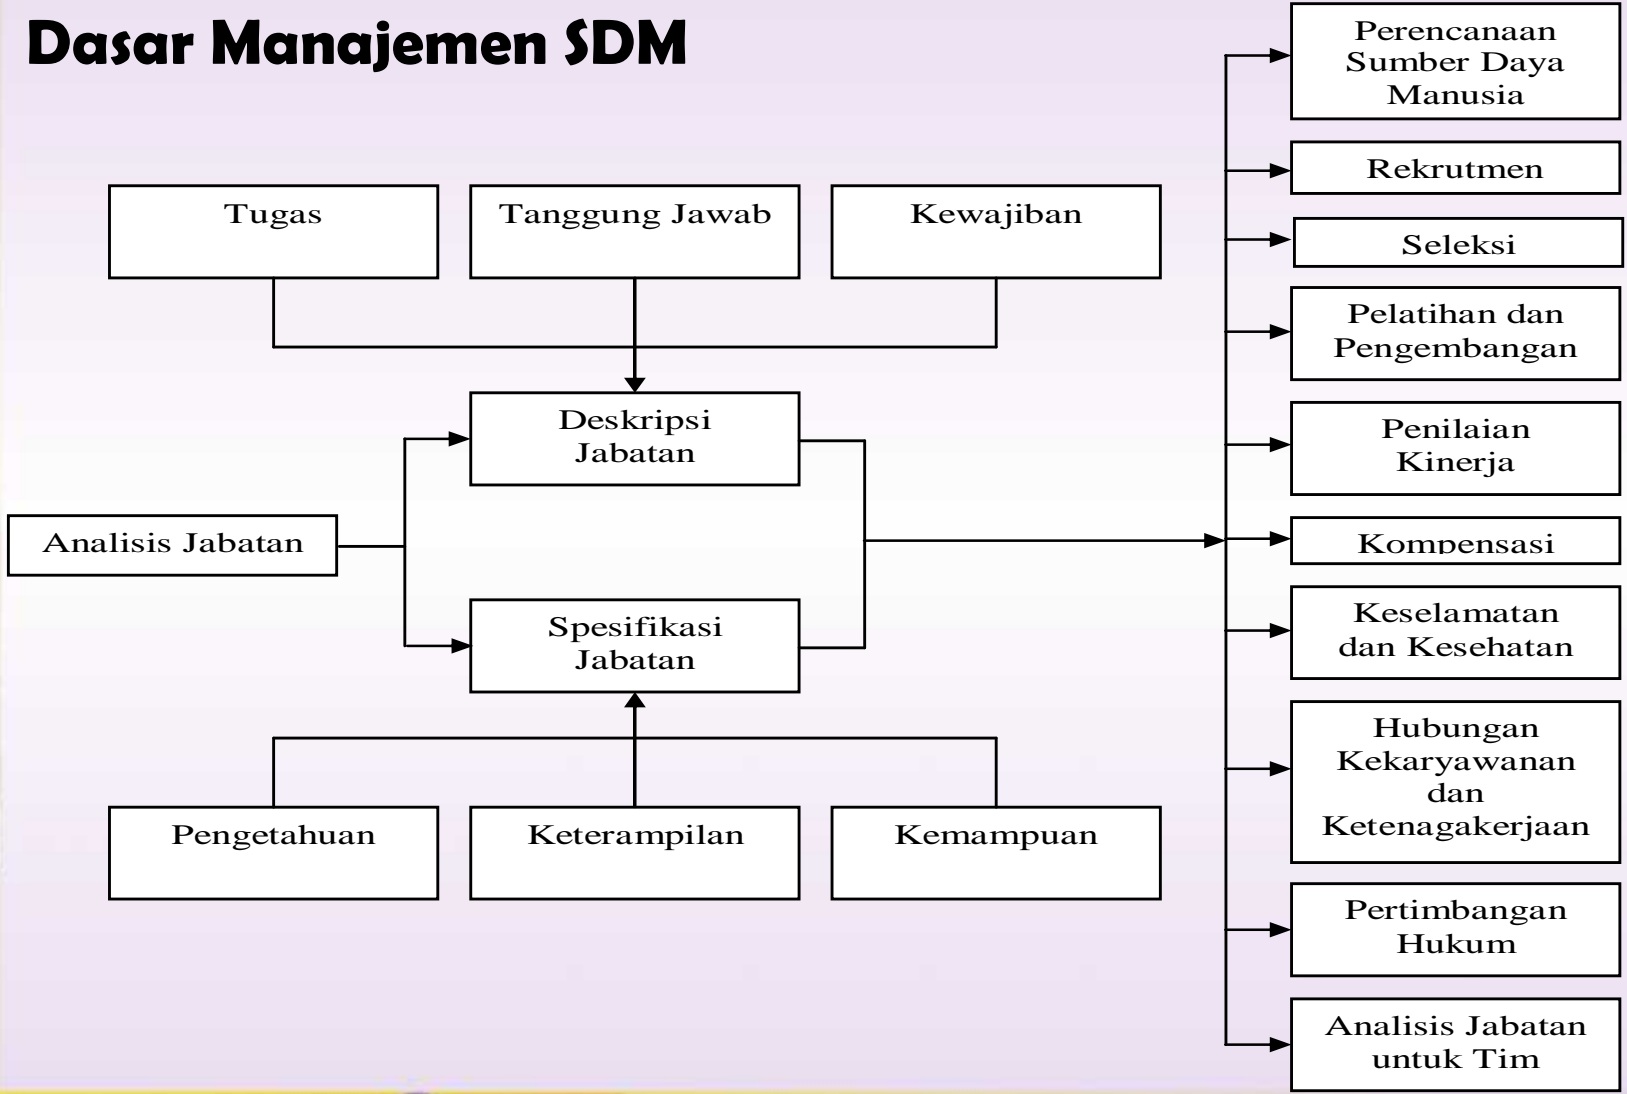 Dasar Manajemen SDM
Tugas
Tanggung Jawab
Kewajiban
Deskripsi
Jabatan
Analisis Jabatan
Spesifikasi
Jabatan
Pengetahuan
Keterampilan
Kemampuan
Perencanaan
Sumber Daya
Manusia
Rekrutmen
Seleksi
Pelatihan dan
Pengembangan
Penilaian
Kinerja
Kompensasi
Keselamatan
dan Kesehatan
Hubungan
Kekaryawanan
dan
Ketenagakerjaan
Pertimbangan
Hukum
Analisis Jabatan
untuk Tim